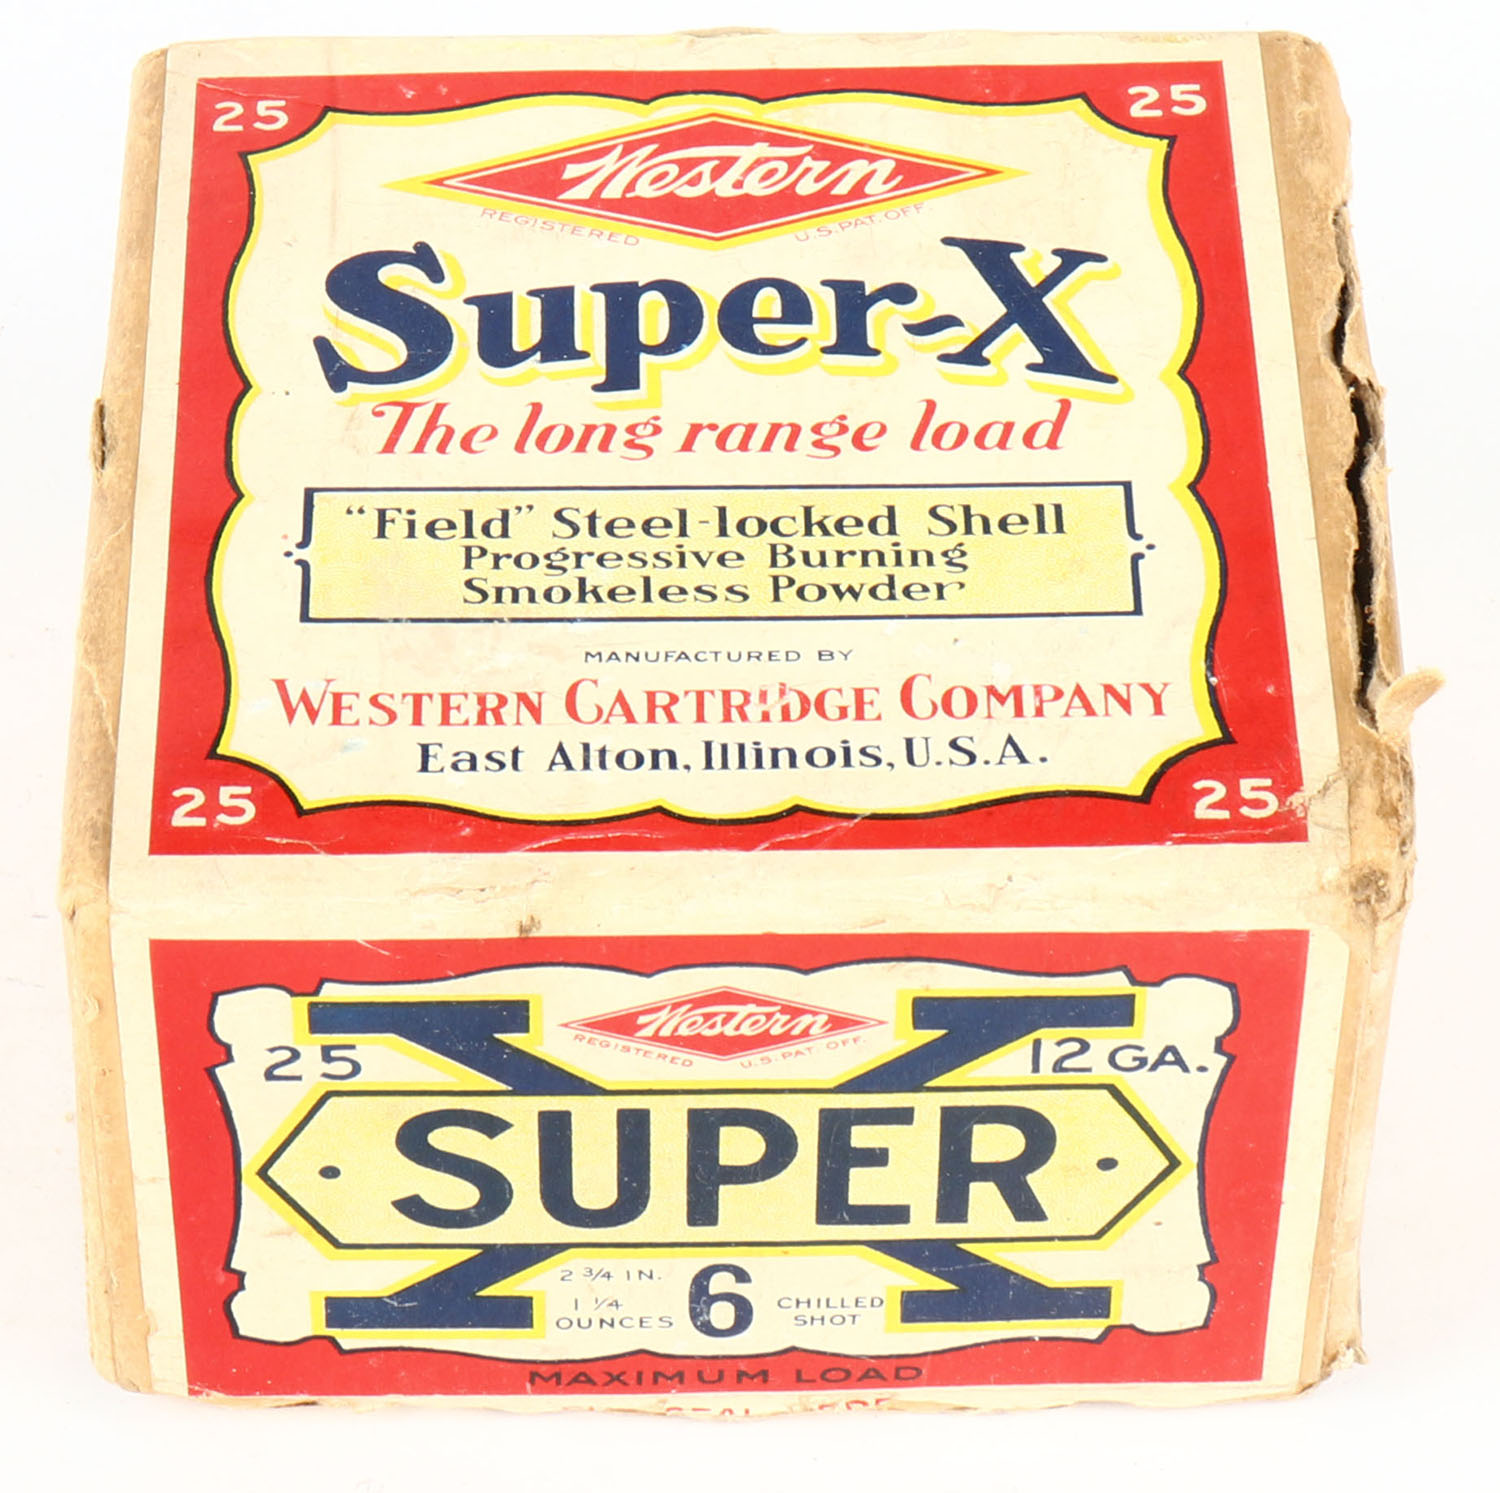 25 25
Western
REGISTERED U.S.PAT.OFF.
Super-X
The long range load
"Field" Steel-locked Shell
Progressive Burning
Smokeless Powder
MANUFACTURED BY
WESTERN CARTRIDGE COMPANY
East Alton, Illinois, U.S.A.
25 25
X
Western
REGISTERED U.S.PAT.OFF.
25 12 GA.
· SUPER ·
2 3/4 IN.
1 1/4
OUNCES
6
CHILLED
SHOT
MAXIMUM LOAD